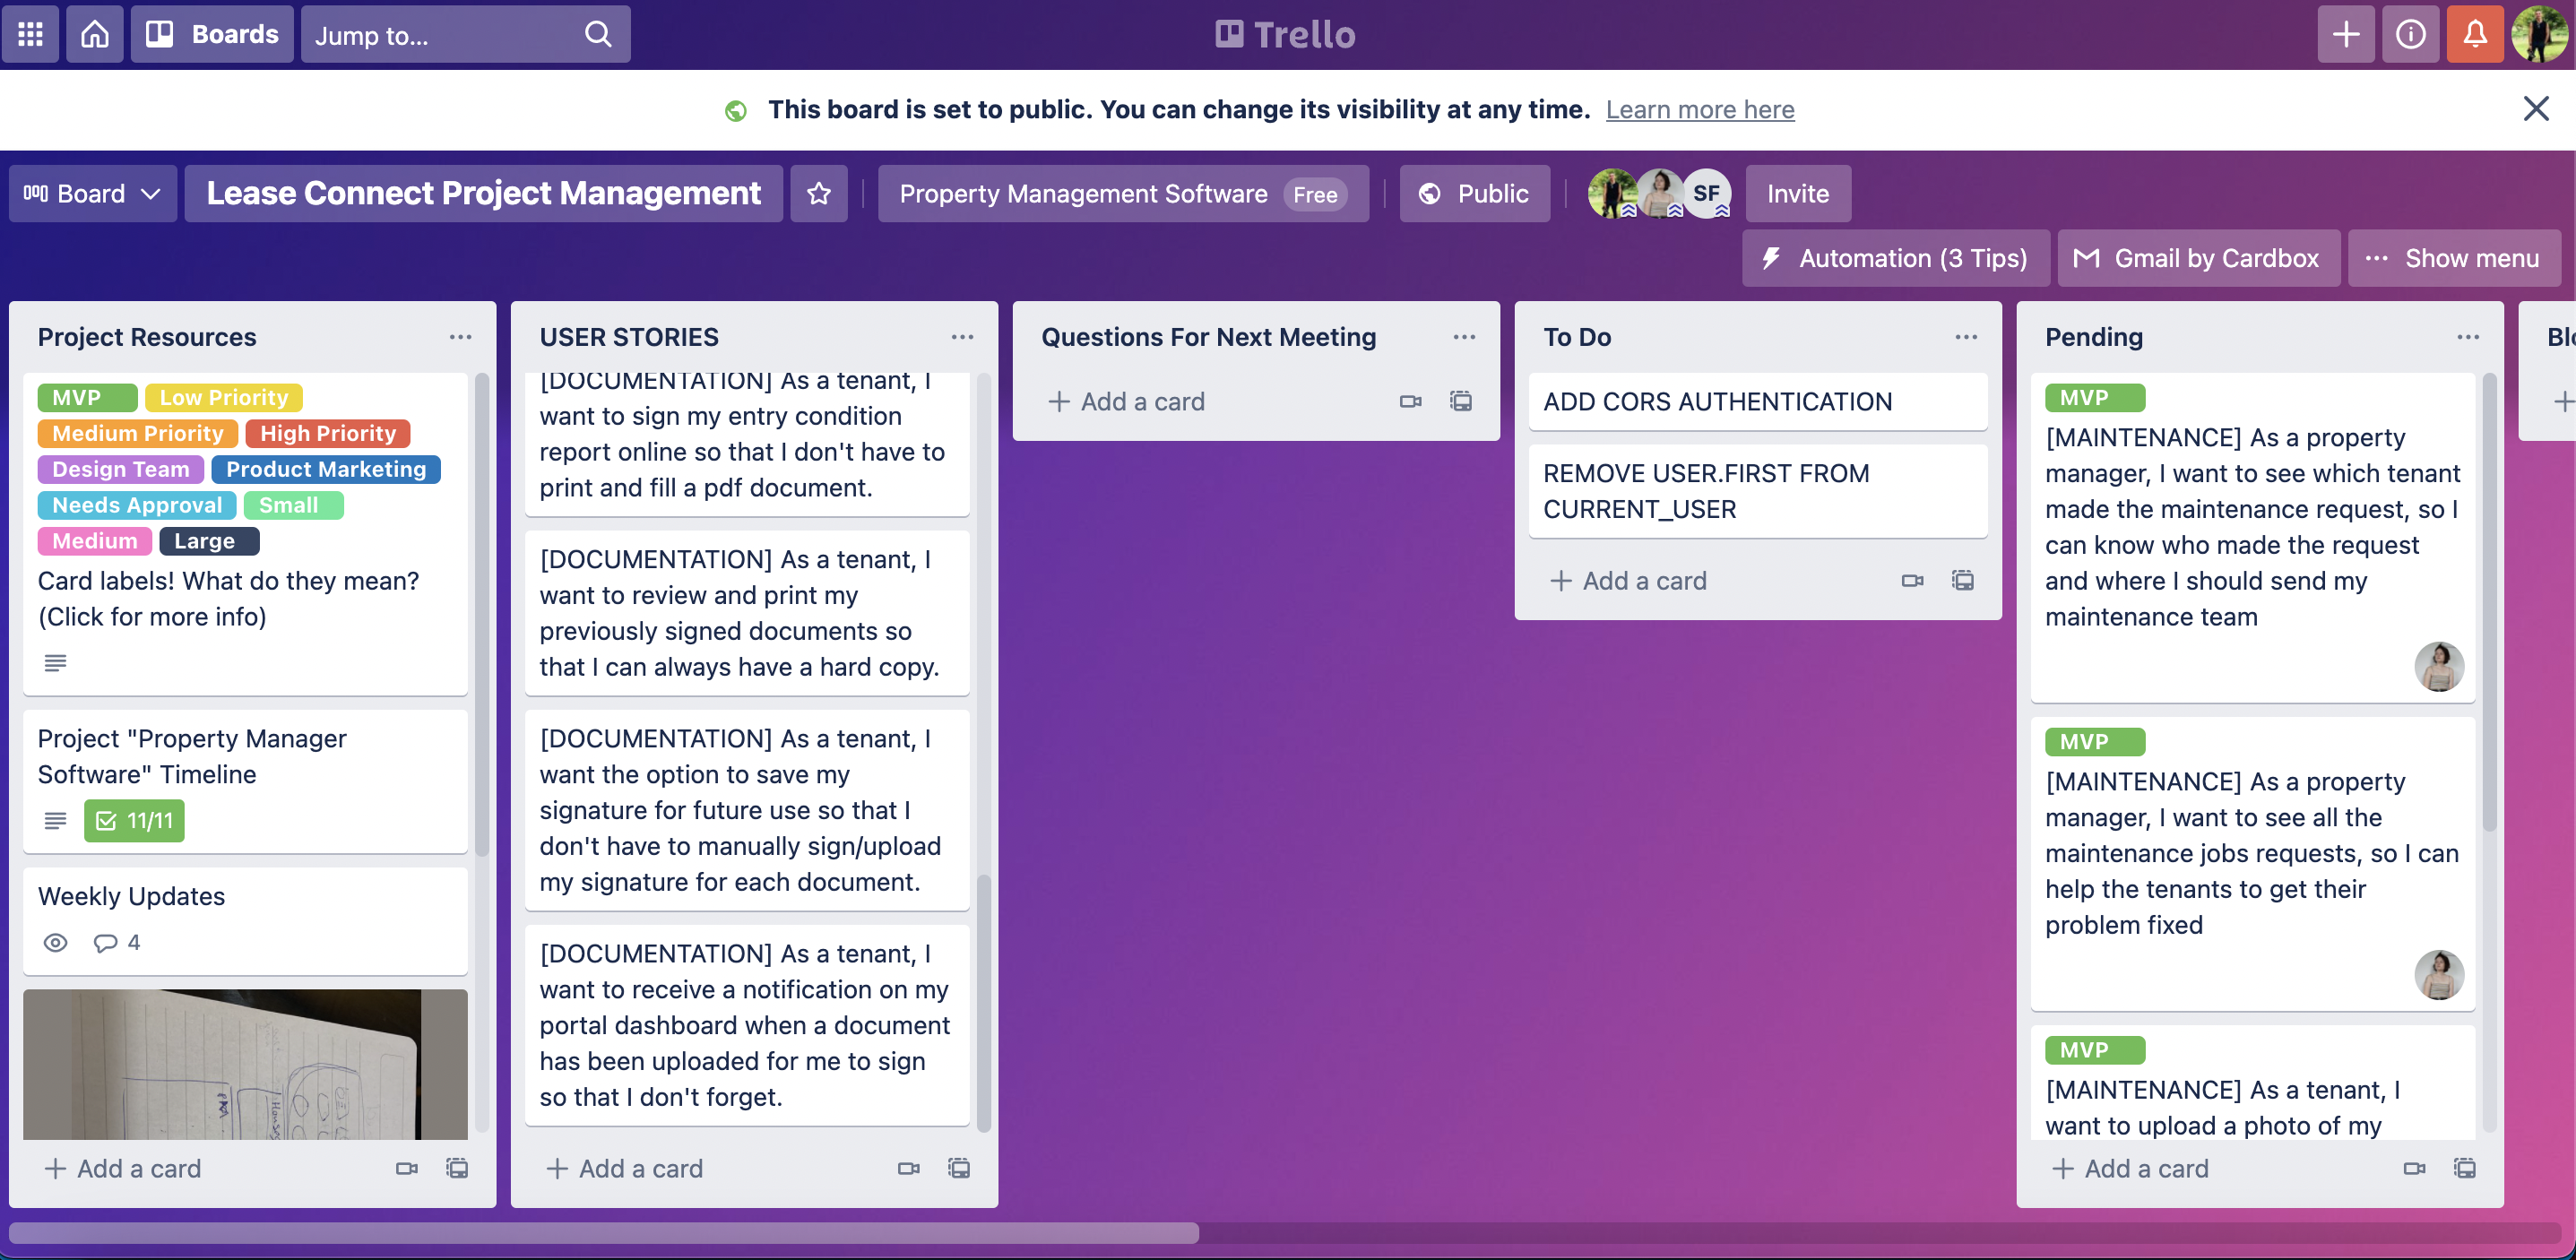 Boards
Jump to...
Trello
This board is set to public. You can change its visibility at any time. Learn more here
Board
Lease Connect Project Management
Property Management Software Free
Public
SF
Invite
Automation (3 Tips)
Gmail by Cardbox
Show menu
Project Resources
MVP Low Priority
Medium Priority High Priority
Design Team Product Marketing
Needs Approval Small
Medium Large
Card labels! What do they mean?
(Click for more info)
Project "Property Manager
Software" Timeline
11/11
Weekly Updates
4
Add a card
USER STORIES
[DOCUMENTATION] As a tenant, I
want to sign my entry condition
report online so that I don't have to
print and fill a pdf document.
[DOCUMENTATION] As a tenant, I
want to review and print my
previously signed documents so
that I can always have a hard copy.
[DOCUMENTATION] As a tenant, I
want the option to save my
signature for future use so that I
don't have to manually sign/upload
my signature for each document.
[DOCUMENTATION] As a tenant, I
want to receive a notification on my
portal dashboard when a document
has been uploaded for me to sign
so that I don't forget.
Add a card
Questions For Next Meeting
Add a card
To Do
ADD CORS AUTHENTICATION
REMOVE USER.FIRST FROM
CURRENT_USER
Add a card
Pending
MVP
[MAINTENANCE] As a property
manager, I want to see which tenant
made the maintenance request, so I
can know who made the request
and where I should send my
maintenance team
MVP
[MAINTENANCE] As a property
manager, I want to see all the
maintenance jobs requests, so I can
help the tenants to get their
problem fixed
MVP
[MAINTENANCE] As a tenant, I
want to upload a photo of my
Add a card